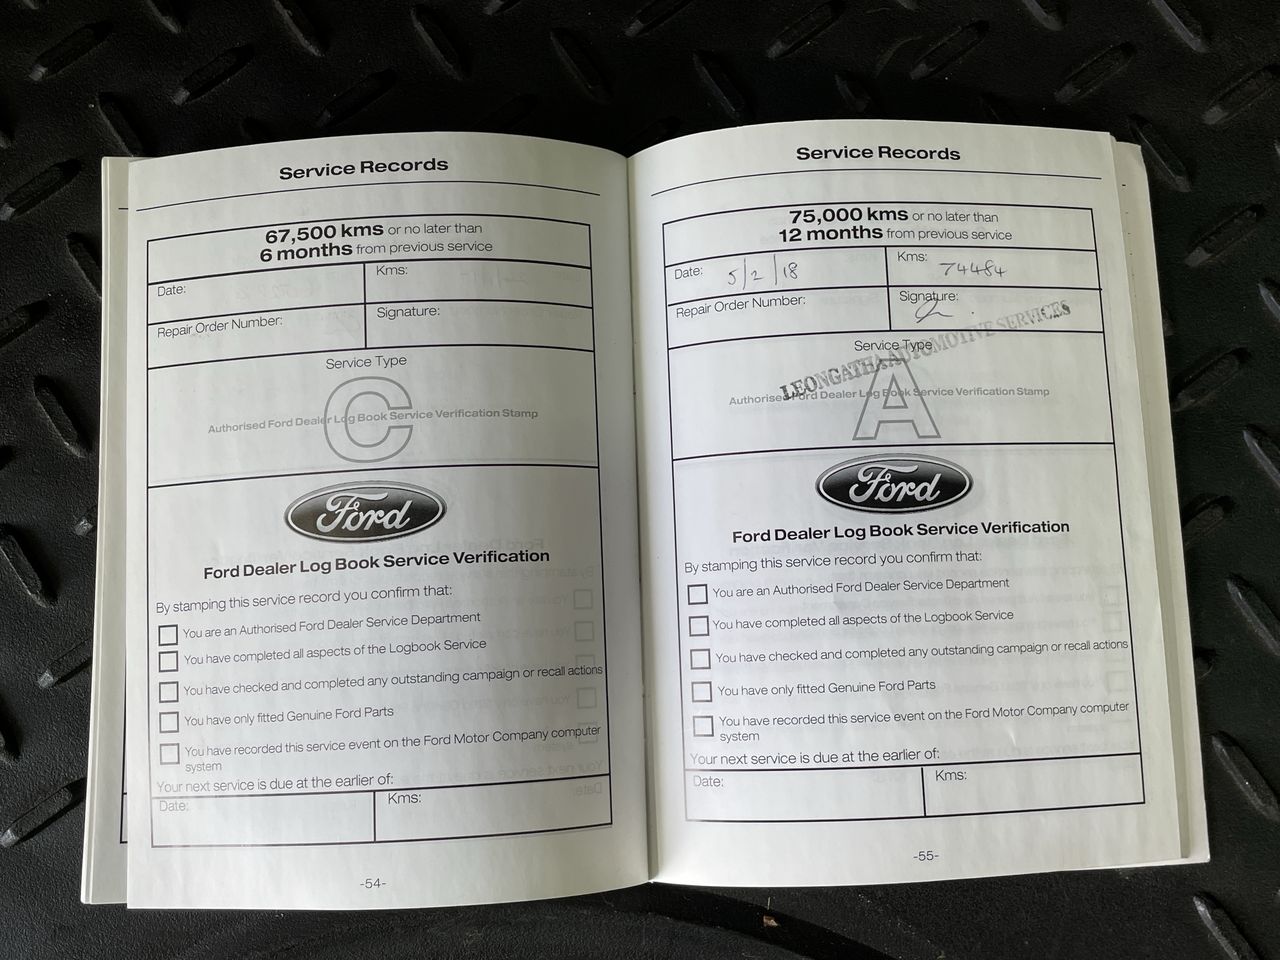 Service Records
67,500 kms or no later than
6 months from previous service
Date:
Kms:
Repair Order Number:
Signature:
Service Type
C
Authorised Ford Dealer Log Book Service Verification Stamp
Ford
Ford Dealer Log Book Service Verification
By stamping this service record you confirm that:
You are an Authorised Ford Dealer Service Department
You have completed all aspects of the Logbook Service
You have checked and completed any outstanding campaign or recall actions
You have only fitted Genuine Ford Parts
You have recorded this service event on the Ford Motor Company computer
system
Your next service is due at the earlier of:
Date:
Kms:
-54-
Service Records
75,000 kms or no later than
12 months from previous service
Date: 5/2/18
Kms: 74484
Repair Order Number:
Signature:
LEONGATHA AUTOMOTIVE SERVICES
Service Type
A
Authorised Ford Dealer Log Book Service Verification Stamp
Ford
Ford Dealer Log Book Service Verification
By stamping this service record you confirm that:
You are an Authorised Ford Dealer Service Department
You have completed all aspects of the Logbook Service
You have checked and completed any outstanding campaign or recall actions
You have only fitted Genuine Ford Parts
You have recorded this service event on the Ford Motor Company computer
system
Your next service is due at the earlier of:
Date:
Kms:
-55-